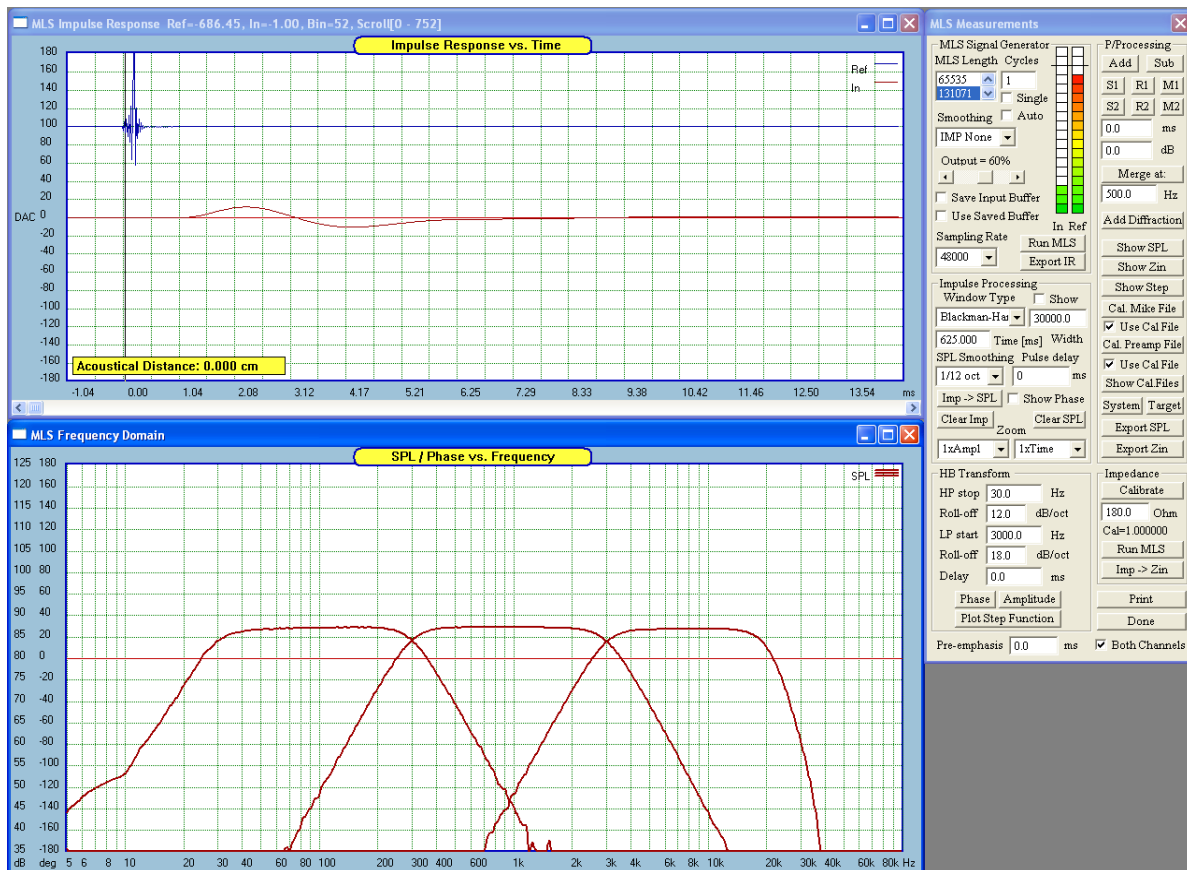 MLS Impulse Response Ref=-686.45, In=-1.00, Bin=52, Scroll[0 - 752]
Impulse Response vs. Time
Ref
In
180
160
140
120
100
80
60
40
20
DAC 0
-20
-40
-60
-80
-100
-120
-140
-160
-180
Acoustical Distance: 0.000 cm
-1.04 0.00 1.04 2.08 3.12 4.17 5.21 6.25 7.29 8.33 9.38 10.42 11.46 12.50 13.54 ms
MLS Frequency Domain
SPL / Phase vs. Frequency
SPL
125 180
120 160
115 140
110 120
105 100
100 80
95 60
90 40
85 20
80 0
75 -20
70 -40
65 -60
60 -80
55 -100
50 -120
45 -140
40 -160
35 -180
dB deg 5 6 8 10 20 30 40 60 80 100 200 300 400 600 1k 2k 3k 4k 6k 8k 10k 20k 30k 40k 60k 80k Hz
MLS Measurements
MLS Signal Generator
MLS Length Cycles
65535
131071
1
Single
Smoothing
Auto
IMP None
Output = 60%
Save Input Buffer
Use Saved Buffer
In Ref
Sampling Rate
48000
Run MLS
Export IR
Impulse Processing
Window Type
Show
Blackman-Har
30000.0
625.000 Time [ms] Width
SPL Smoothing Pulse delay
1/12 oct
0 ms
Imp -> SPL
Show Phase
Clear Imp
Clear SPL
Zoom
1xAmpl
1xTime
HB Transform
HP stop 30.0 Hz
Roll-off 12.0 dB/oct
LP start 3000.0 Hz
Roll-off 18.0 dB/oct
Delay 0.0 ms
Phase Amplitude
Plot Step Function
Pre-emphasis 0.0 ms
Both Channels
P/Processing
Add Sub
S1 R1 M1
S2 R2 M2
0.0 ms
0.0 dB
Merge at:
500.0 Hz
Add Diffraction
Show SPL
Show Zin
Show Step
Cal. Mike File
Use Cal File
Cal. Preamp File
Use Cal File
Show Cal.Files
System Target
Export SPL
Export Zin
Impedance
Calibrate
180.0 Ohm
Cal=1.000000
Run MLS
Imp -> Zin
Print
Done